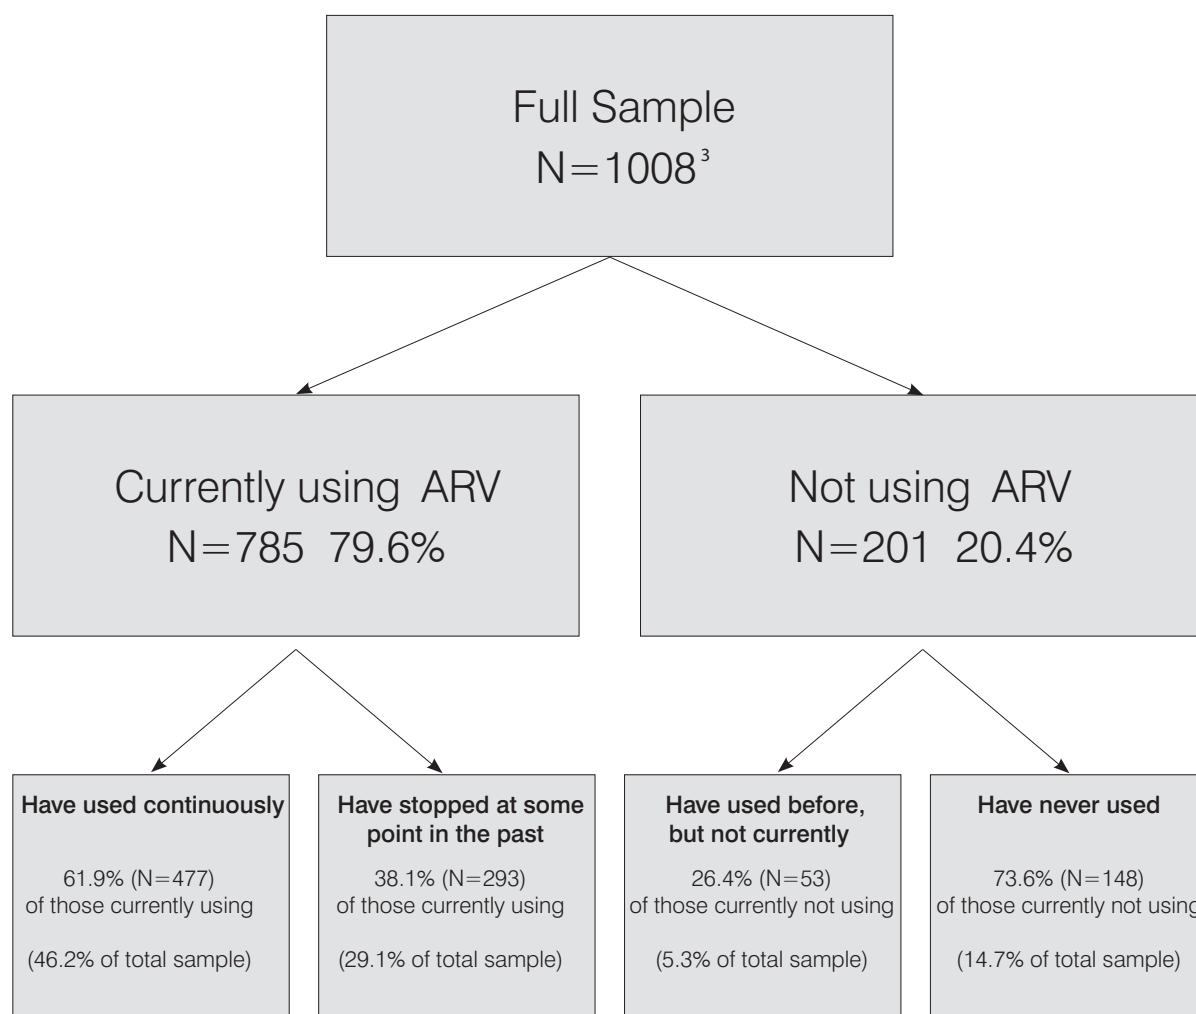 Full Sample
N=1008³
Currently using ARV
N=785 79.6%
Not using ARV
N=201 20.4%
Have used continuously
61.9% (N=477)
of those currently using
(46.2% of total sample)
Have stopped at some
point in the past
38.1% (N=293)
of those currently using
(29.1% of total sample)
Have used before,
but not currently
26.4% (N=53)
of those currently not using
(5.3% of total sample)
Have never used
73.6% (N=148)
of those currently not using
(14.7% of total sample)